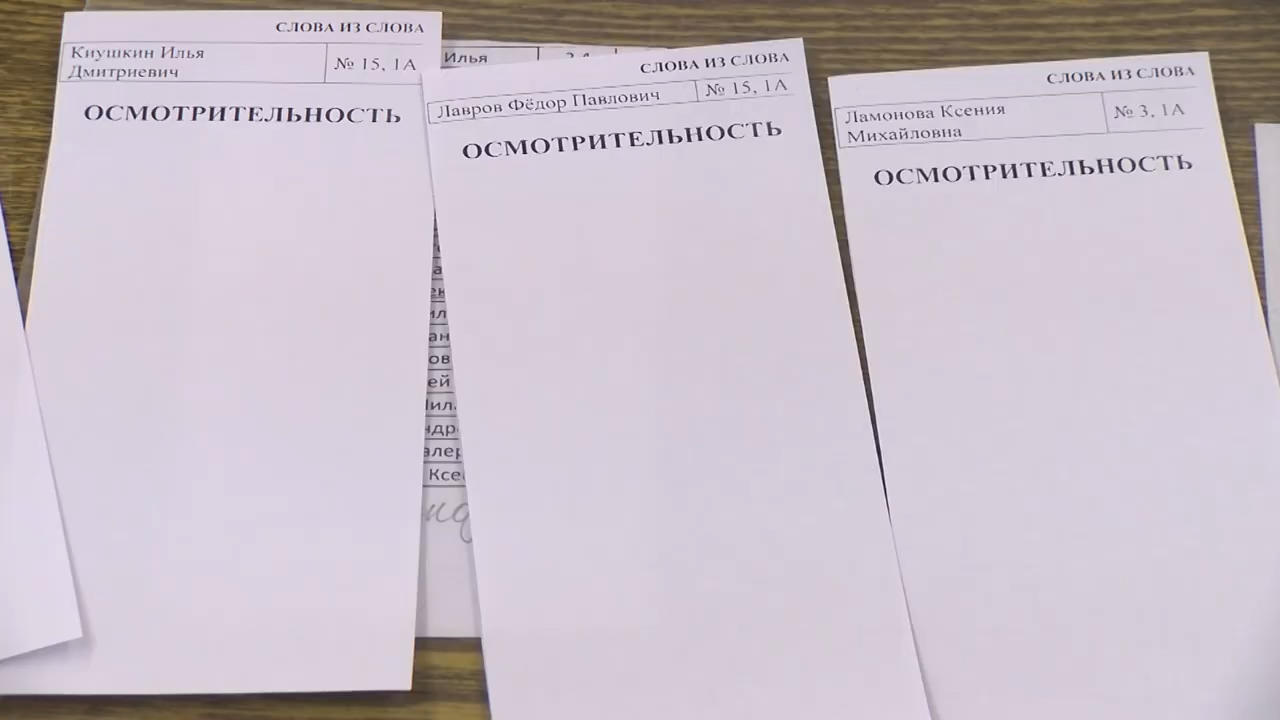 СЛОВА ИЗ СЛОВА
Киушкин Илья
Дмитриевич
№ 15, 1А
ОСМОТРИТЕЛЬНОСТЬ
Илья
СЛОВА ИЗ СЛОВА
Лавров Фёдор Павлович
№ 15, 1А
ОСМОТРИТЕЛЬНОСТЬ
СЛОВА ИЗ СЛОВА
Ламонова Ксения
Михайловна
№ 3, 1А
ОСМОТРИТЕЛЬНОСТЬ